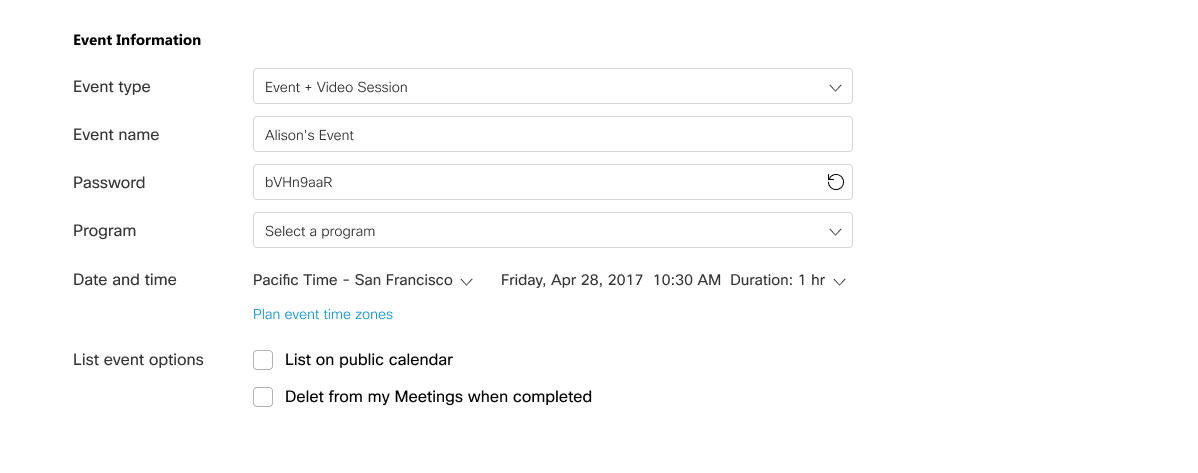 Event Information
Event type Event + Video Session
Event name Alison's Event
Password bVHn9aaR
Program Select a program
Date and time Pacific Time - San Francisco Friday, Apr 28, 2017 10:30 AM Duration: 1 hr
Plan event time zones
List event options List on public calendar
Delet from my Meetings when completed